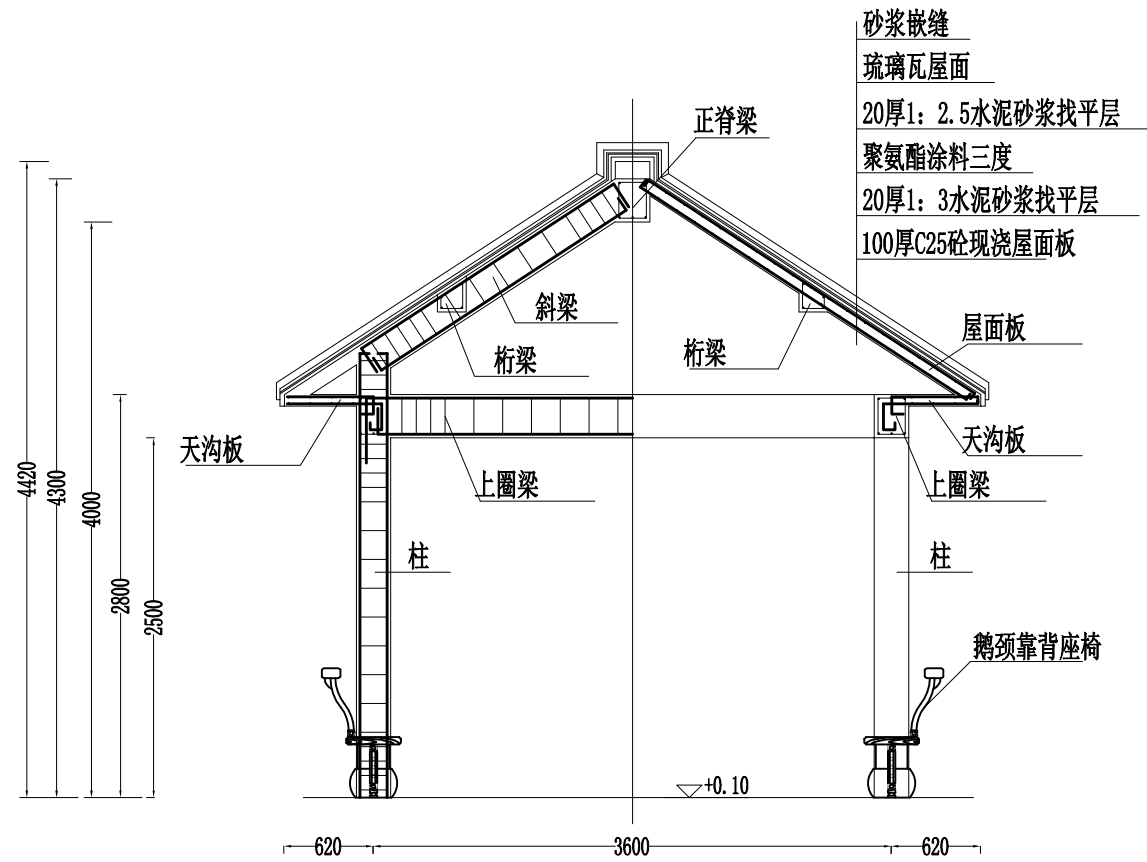 砂浆嵌缝
琉璃瓦屋面
20厚1：2.5水泥砂浆找平层
聚氨酯涂料三度
20厚1：3水泥砂浆找平层
100厚C25砼现浇屋面板
正脊梁
斜梁
桁梁
桁梁
屋面板
天沟板
天沟板
上圈梁
上圈梁
4420
4300
4000
2800
2500
柱
柱
鹅颈靠背座椅
+0.10
620
3600
620